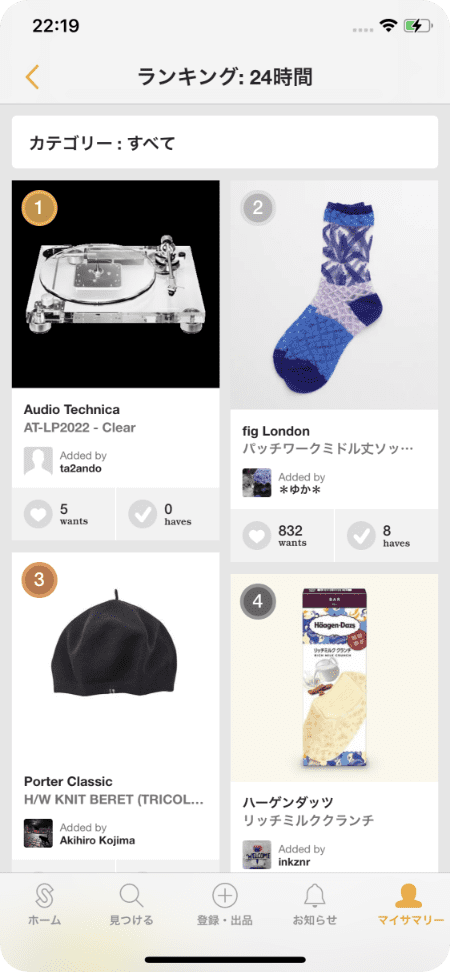 22:19
ランキング: 24時間
カテゴリー : すべて
1
Audio Technica
AT-LP2022 - Clear
Added by
ta2ando
5
wants
0
haves
2
fig London
パッチワークミドル丈ソッ…
Added by
＊ゆか＊
832
wants
8
haves
3
Porter Classic
H/W KNIT BERET (TRICOL…
Added by
Akihiro Kojima
4
BAR
Häagen-Dazs
リッチミルククランチ
RICH MILK CRUNCH
ハーゲンダッツ
リッチミルククランチ
Added by
WELCOME
inkznr
ホーム
見つける
登録・出品
お知らせ
マイサマリー